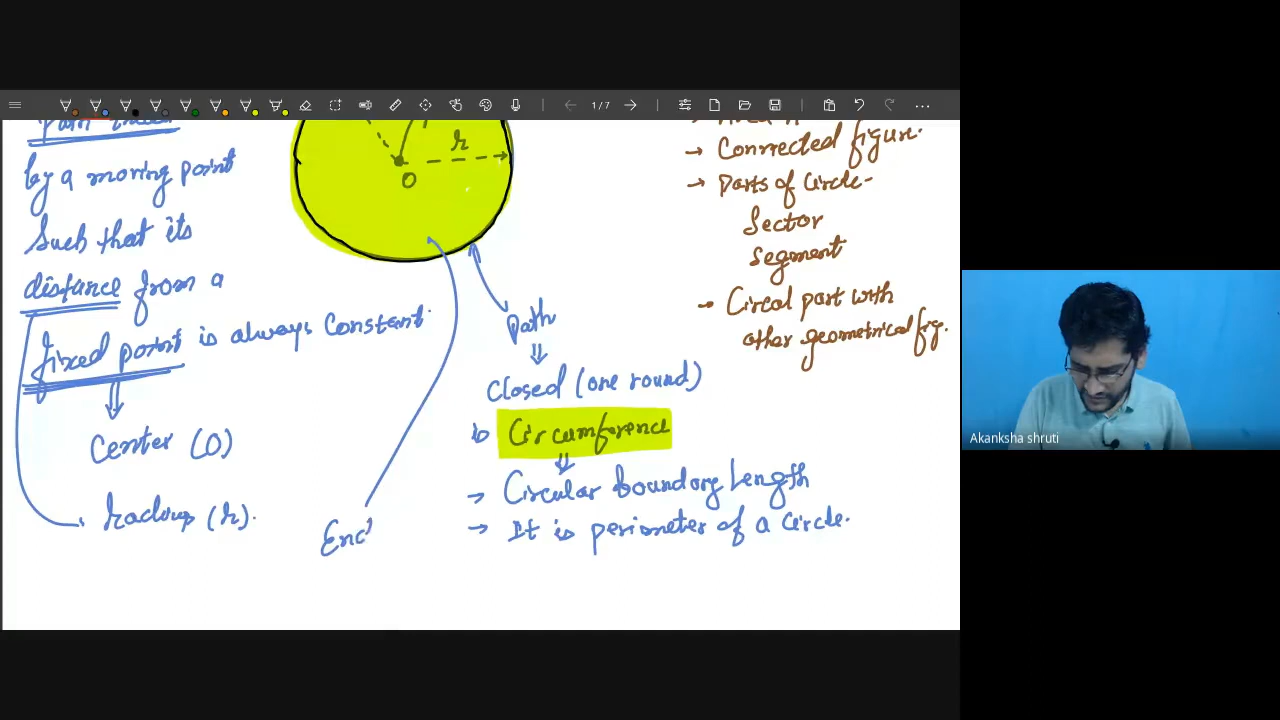 1/7
by a moving point
Such that its
distance from a
fixed point is always Constant.
Center (O)
radius (r).
r
O
Path
Closed (one round)
Circumference
→ Circular boundary Length
→ It is perimeter of a Circle.
Enc
→ Connected figure.
→ Parts of Circle-
Sector
Segment
→ Circal part with
other geometrical fig.
Akanksha shruti